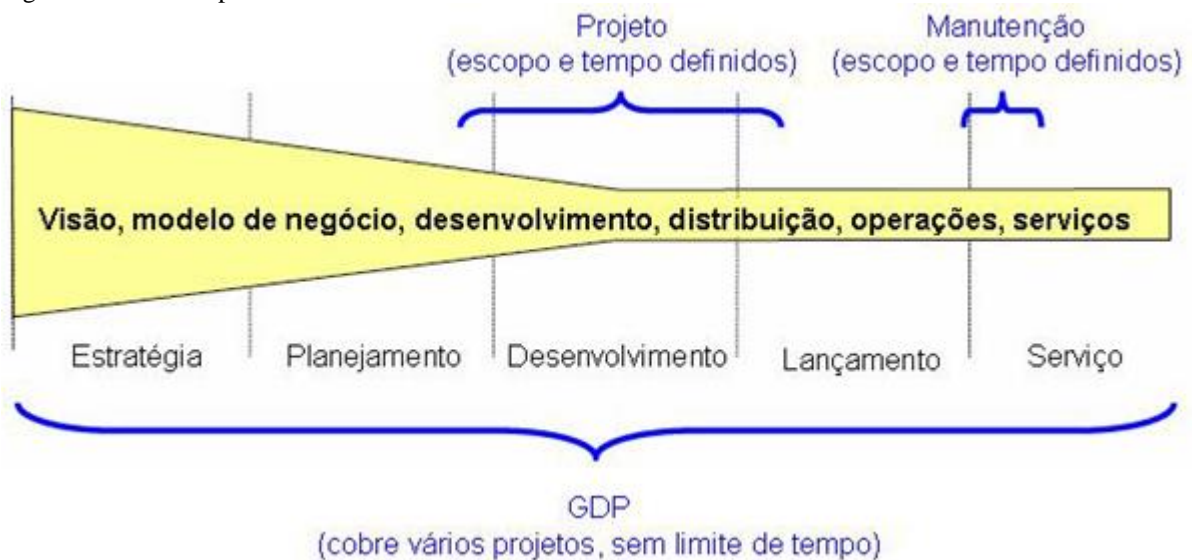 Projeto
(escopo e tempo definidos)
Manutenção
(escopo e tempo definidos)
Visão, modelo de negócio, desenvolvimento, distribuição, operações, serviços
Estratégia
Planejamento
Desenvolvimento
Lançamento
Serviço
GDP
(cobre vários projetos, sem limite de tempo)